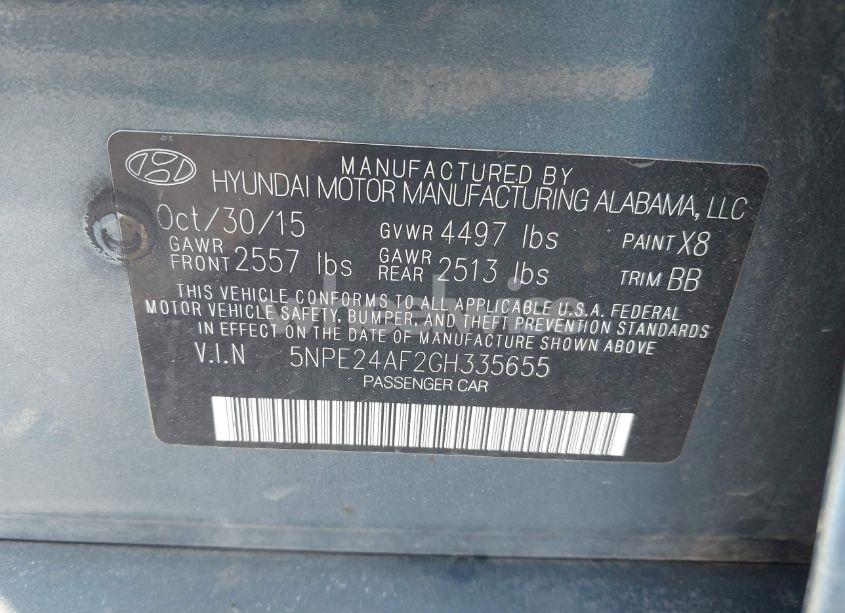 MANUFACTURED BY
HYUNDAI MOTOR MANUFACTURING ALABAMA, LLC
Oct/30/15 GVWR 4497 lbs PAINT X8
GAWR FRONT 2557 lbs GAWR REAR 2513 lbs TRIM BB
THIS VEHICLE CONFORMS TO ALL APPLICABLE U.S.A. FEDERAL
MOTOR VEHICLE SAFETY, BUMPER, AND THEFT PREVENTION STANDARDS
IN EFFECT ON THE DATE OF MANUFACTURE SHOWN ABOVE
V.I.N 5NPE24AF2GH335655
PASSENGER CAR